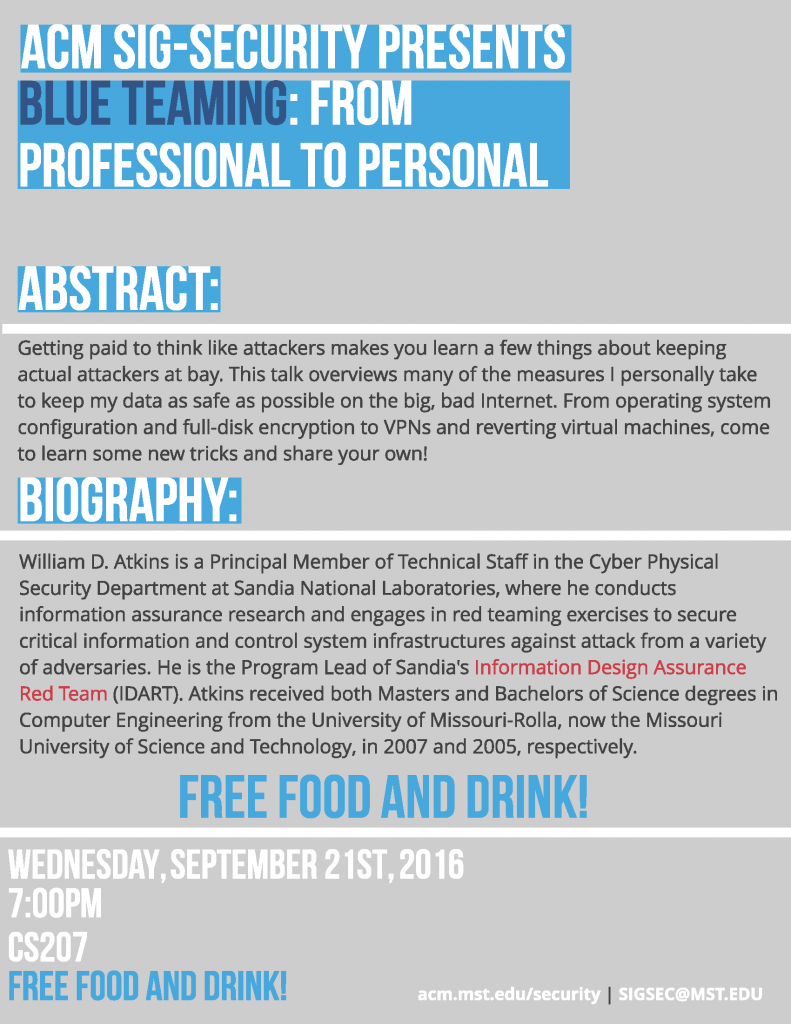 ACM SIG-SECURITY PRESENTS
BLUE TEAMING: FROM
PROFESSIONAL TO PERSONAL
ABSTRACT:
Getting paid to think like attackers makes you learn a few things about keeping
actual attackers at bay. This talk overviews many of the measures I personally take
to keep my data as safe as possible on the big, bad Internet. From operating system
configuration and full-disk encryption to VPNs and reverting virtual machines, come
to learn some new tricks and share your own!
BIOGRAPHY:
William D. Atkins is a Principal Member of Technical Staff in the Cyber Physical
Security Department at Sandia National Laboratories, where he conducts
information assurance research and engages in red teaming exercises to secure
critical information and control system infrastructures against attack from a variety
of adversaries. He is the Program Lead of Sandia's Information Design Assurance
Red Team (IDART). Atkins received both Masters and Bachelors of Science degrees in
Computer Engineering from the University of Missouri-Rolla, now the Missouri
University of Science and Technology, in 2007 and 2005, respectively.
FREE FOOD AND DRINK!
WEDNESDAY, SEPTEMBER 21ST, 2016
7:00PM
CS207
FREE FOOD AND DRINK!
acm.mst.edu/security | SIGSEC@MST.EDU